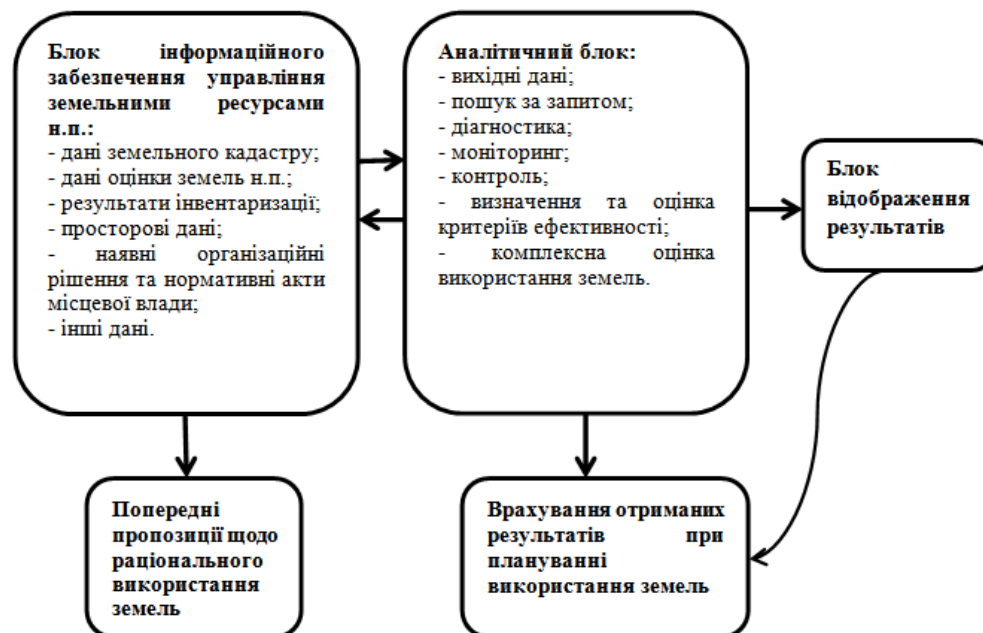 Блок інформаційного
забезпечення управління
земельними ресурсами
н.п.:
- дані земельного кадастру;
- дані оцінки земель н.п.;
- результати інвентаризації;
- просторові дані;
- наявні організаційні
рішення та нормативні акти
місцевої влади;
- інші дані.
Аналітичний блок:
- вихідні дані;
- пошук за запитом;
- діагностика;
- моніторинг;
- контроль;
- визначення та оцінка
критеріїв ефективності;
- комплексна оцінка
використання земель.
Блок
відображення
результатів
Попередні
пропозиції щодо
раціонального
використання
земель
Врахування отриманих
результатів при
плануванні
використання земель